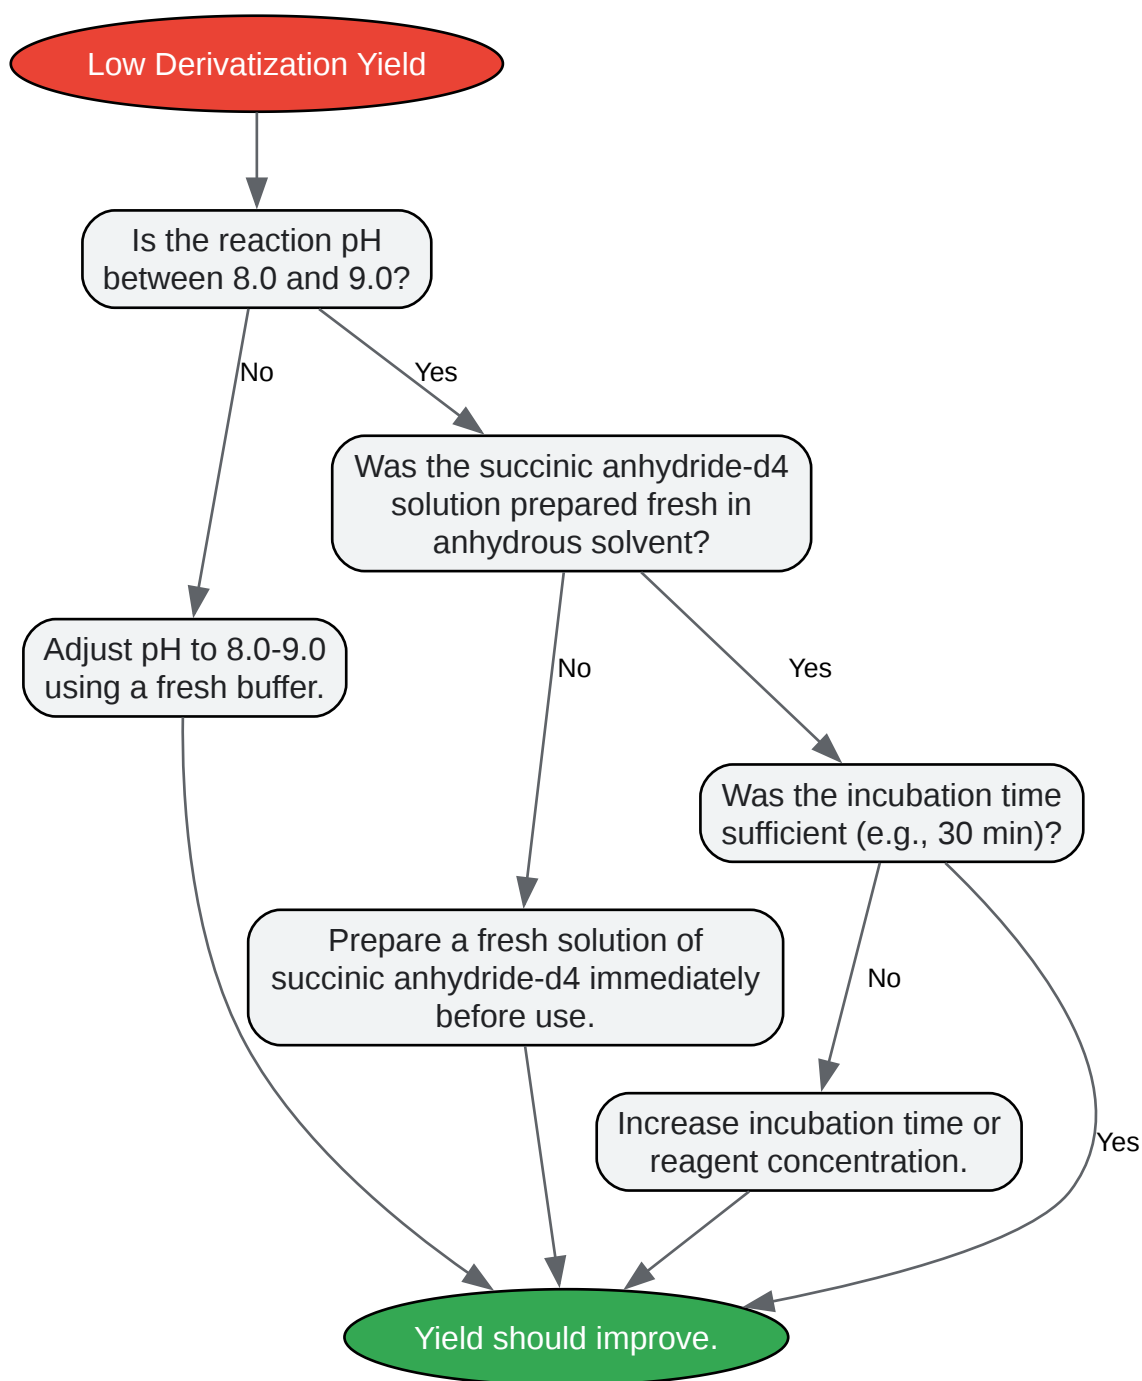 Low Derivatization Yield
Is the reaction pH
between 8.0 and 9.0?
No
Yes
Was the succinic anhydride-d4
solution prepared fresh in
anhydrous solvent?
Adjust pH to 8.0-9.0
using a fresh buffer.
No
Yes
Was the incubation time
sufficient (e.g., 30 min)?
Prepare a fresh solution of
succinic anhydride-d4 immediately
before use.
No
Increase incubation time or
reagent concentration.
Yes
Yield should improve.